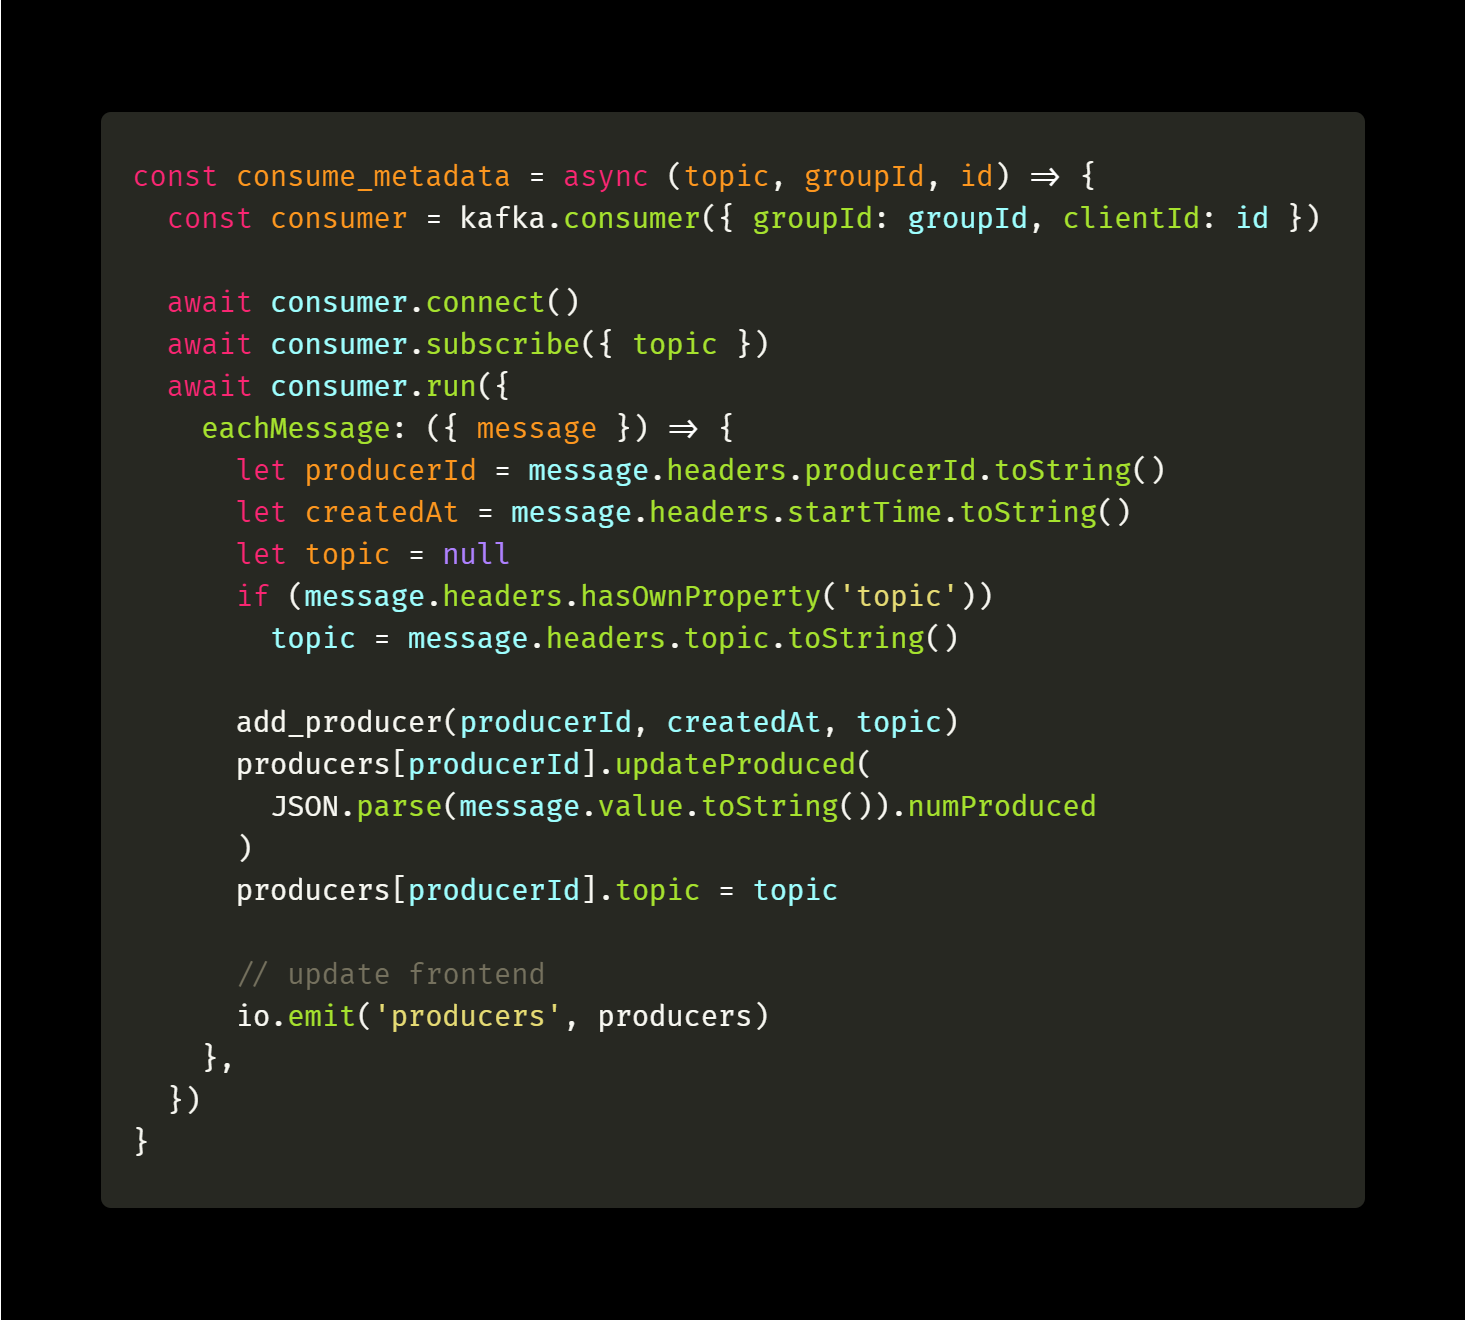 const consume_metadata = async (topic, groupId, id) => {
  const consumer = kafka.consumer({ groupId: groupId, clientId: id })

  await consumer.connect()
  await consumer.subscribe({ topic })
  await consumer.run({
    eachMessage: ({ message }) => {
      let producerId = message.headers.producerId.toString()
      let createdAt = message.headers.startTime.toString()
      let topic = null
      if (message.headers.hasOwnProperty('topic'))
        topic = message.headers.topic.toString()

      add_producer(producerId, createdAt, topic)
      producers[producerId].updateProduced(
        JSON.parse(message.value.toString()).numProduced
      )
      producers[producerId].topic = topic

      // update frontend
      io.emit('producers', producers)
    },
  })
}